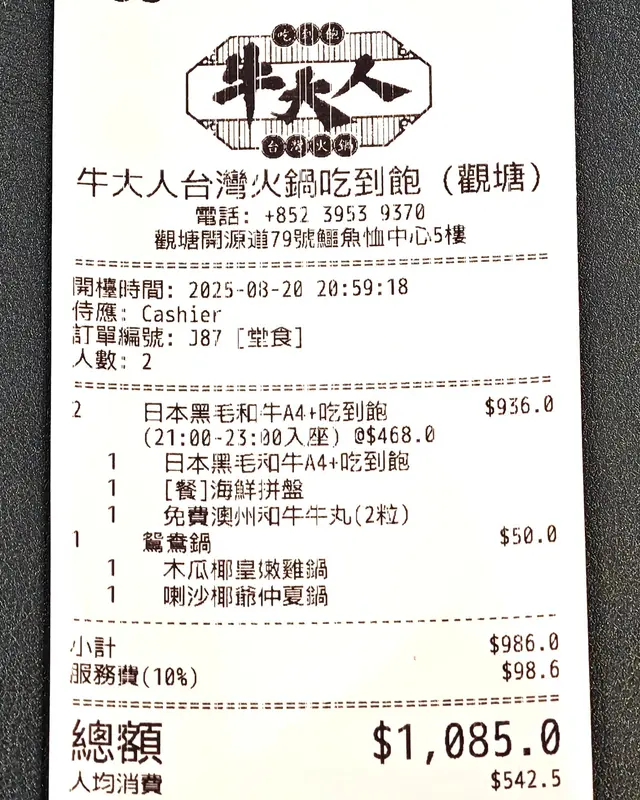 吃到飽
牛大人
台灣火鍋
牛大人台灣火鍋吃到飽 (觀塘)
電話: +852 3953 9370
觀塘開源道79號鱷魚恤中心5樓
開檯時間: 2025-08-20 20:59:18
侍應: Cashier
訂單編號: J87 [堂食]
人數: 2
2 日本黑毛和牛A4+吃到飽 $936.0
(21:00-23:00入座) @$468.0
1 日本黑毛和牛A4+吃到飽
1 [餐]海鮮拼盤
1 免費澳州和牛牛丸(2粒)
1 鴛鴦鍋 $50.0
1 木瓜椰皇嫩雞鍋
1 喇沙椰爺仲夏鍋
小計 $986.0
服務費(10%) $98.6
總額 $1,085.0
人均消費 $542.5